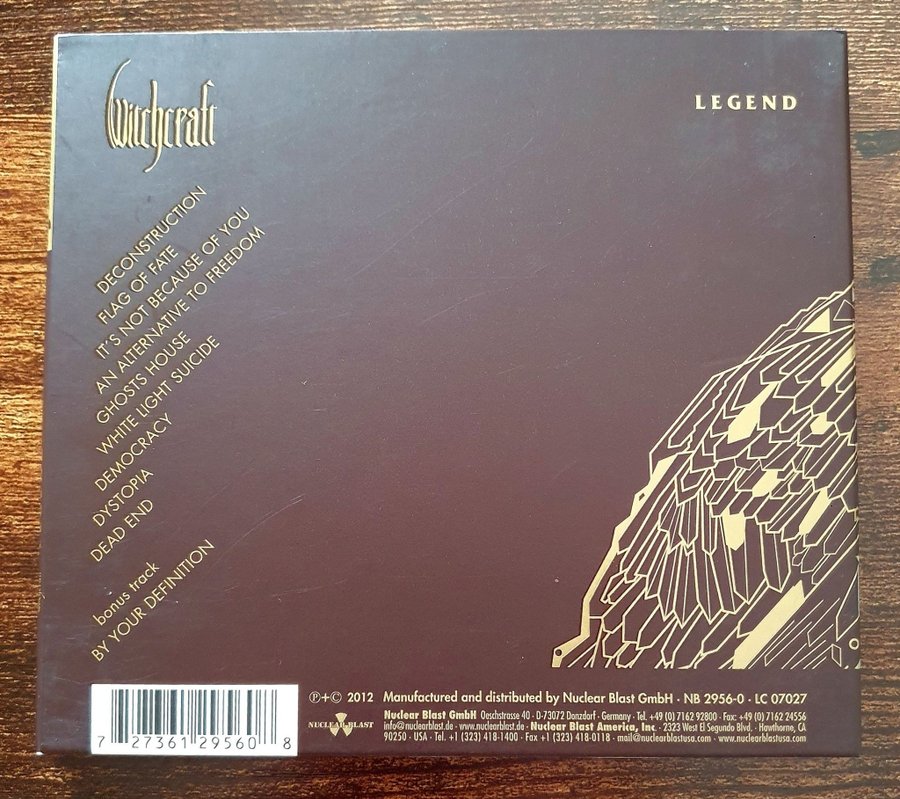 Witchcraft
LEGEND
DECONSTRUCTION
FLAG OF FATE
IT´S NOT BECAUSE OF YOU
AN ALTERNATIVE TO FREEDOM
GHOSTS HOUSE
WHITE LIGHT SUICIDE
DEMOCRACY
DYSTOPIA
DEAD END
bonus track
BY YOUR DEFINITION
7 27361 29560 8
NUCLEAR BLAST
℗+© 2012 Manufactured and distributed by Nuclear Blast GmbH · NB 2956-0 · LC 07027
Nuclear Blast GmbH Oeschstrasse 40 · D-73072 Donzdorf · Germany · Tel. +49 (0) 7162 92800 · Fax: +49 (0) 7162 24556
info@nuclearblast.de · www.nuclearblast.de · Nuclear Blast America, Inc. · 2323 West El Segundo Blvd. · Hawthorne, CA
90250 · USA · Tel. +1 (323) 418-1400 · Fax +1 (323) 418-0118 · mail@nuclearblastusa.com · www.nuclearblastusa.com